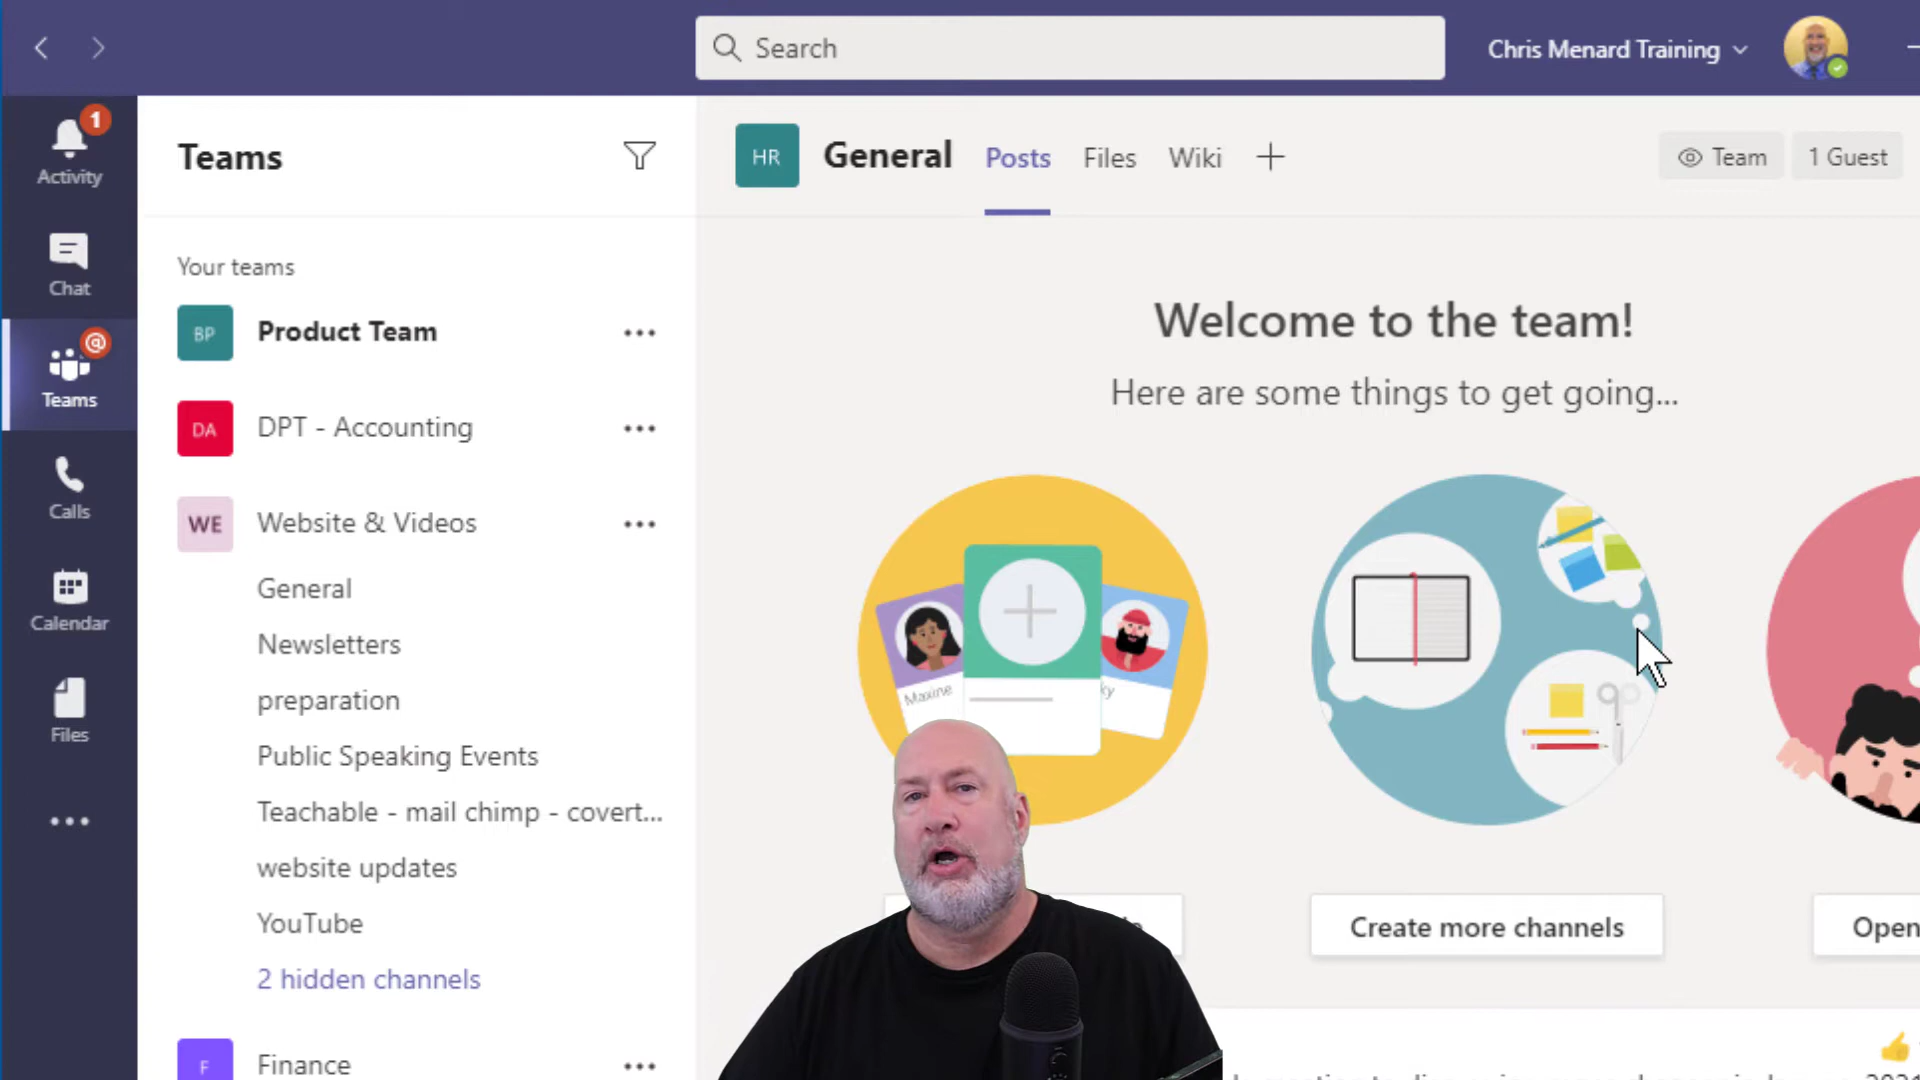 Search
Chris Menard Training
1
Activity
Chat
@
Teams
Calls
Calendar
Files
Teams
Your teams
BP Product Team
DA DPT - Accounting
WE Website & Videos
General
Newsletters
preparation
Public Speaking Events
Teachable - mail chimp - covert...
website updates
YouTube
2 hidden channels
F Finance
HR General Posts Files Wiki
Team 1 Guest
Welcome to the team!
Here are some things to get going...
Maxine
ky
Create more channels
Open